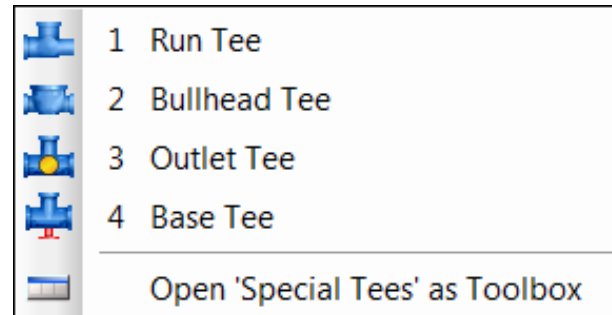 1 Run Tee
2 Bullhead Tee
3 Outlet Tee
4 Base Tee
Open 'Special Tees' as Toolbox